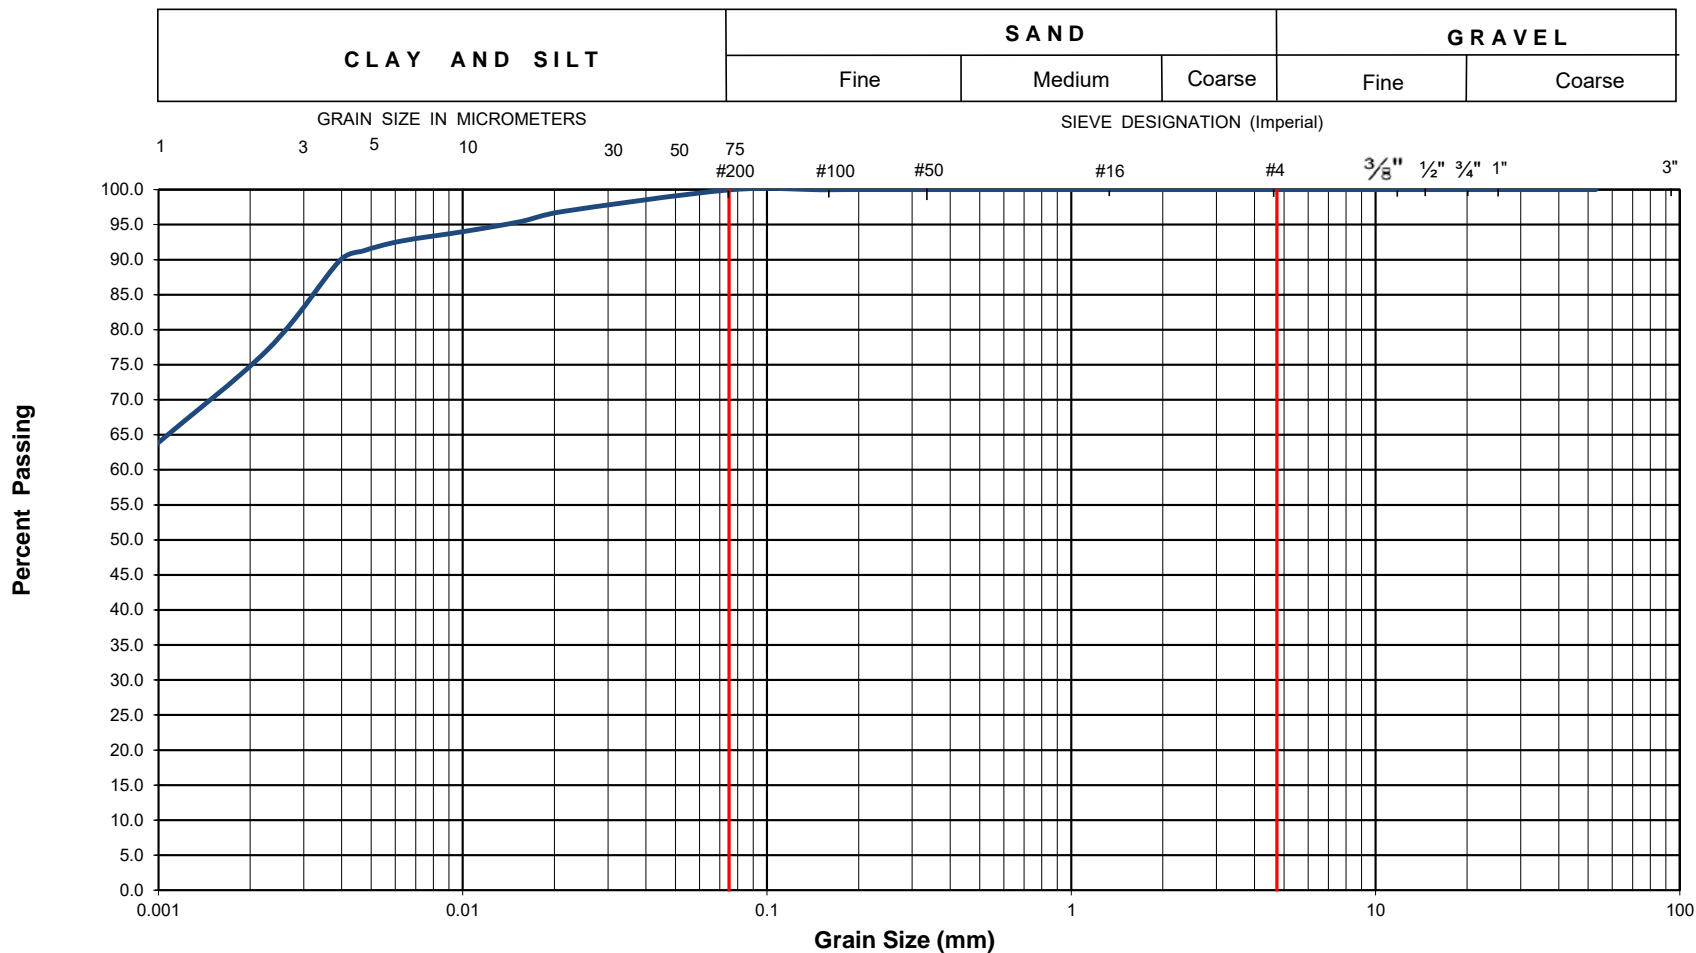 CLAY AND SILT
SAND
GRAVEL
Fine
Medium
Coarse
Fine
Coarse
GRAIN SIZE IN MICROMETERS
SIEVE DESIGNATION (Imperial)
1 3 5 10 30 50 75
#200 #100 #50 #16 #4 ⅜" ½" ¾" 1" 3"
100.0
95.0
90.0
85.0
80.0
75.0
70.0
65.0
60.0
55.0
50.0
45.0
40.0
35.0
30.0
25.0
20.0
15.0
10.0
5.0
0.0
Percent Passing
0.001 0.01 0.1 1 10 100
Grain Size (mm)